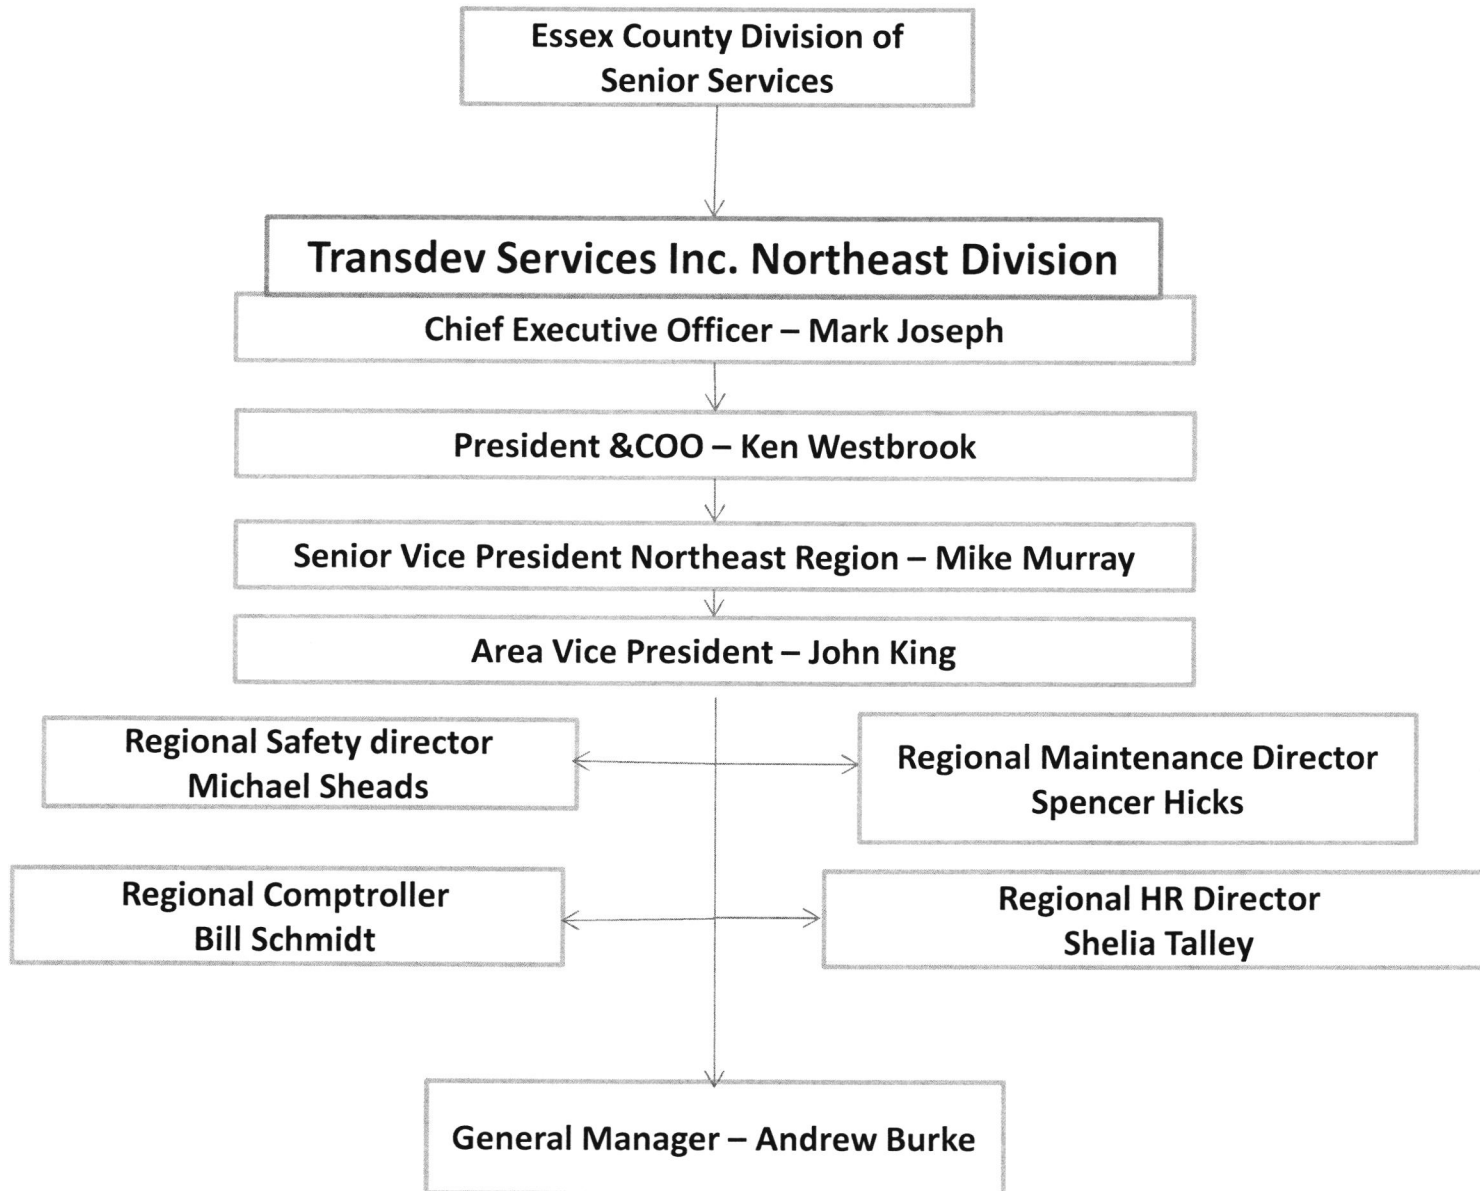 Essex County Division of
Senior Services
Transdev Services Inc. Northeast Division
Chief Executive Officer – Mark Joseph
President &COO – Ken Westbrook
Senior Vice President Northeast Region – Mike Murray
Area Vice President – John King
Regional Safety director
Michael Sheads
Regional Maintenance Director
Spencer Hicks
Regional Comptroller
Bill Schmidt
Regional HR Director
Shelia Talley
General Manager – Andrew Burke